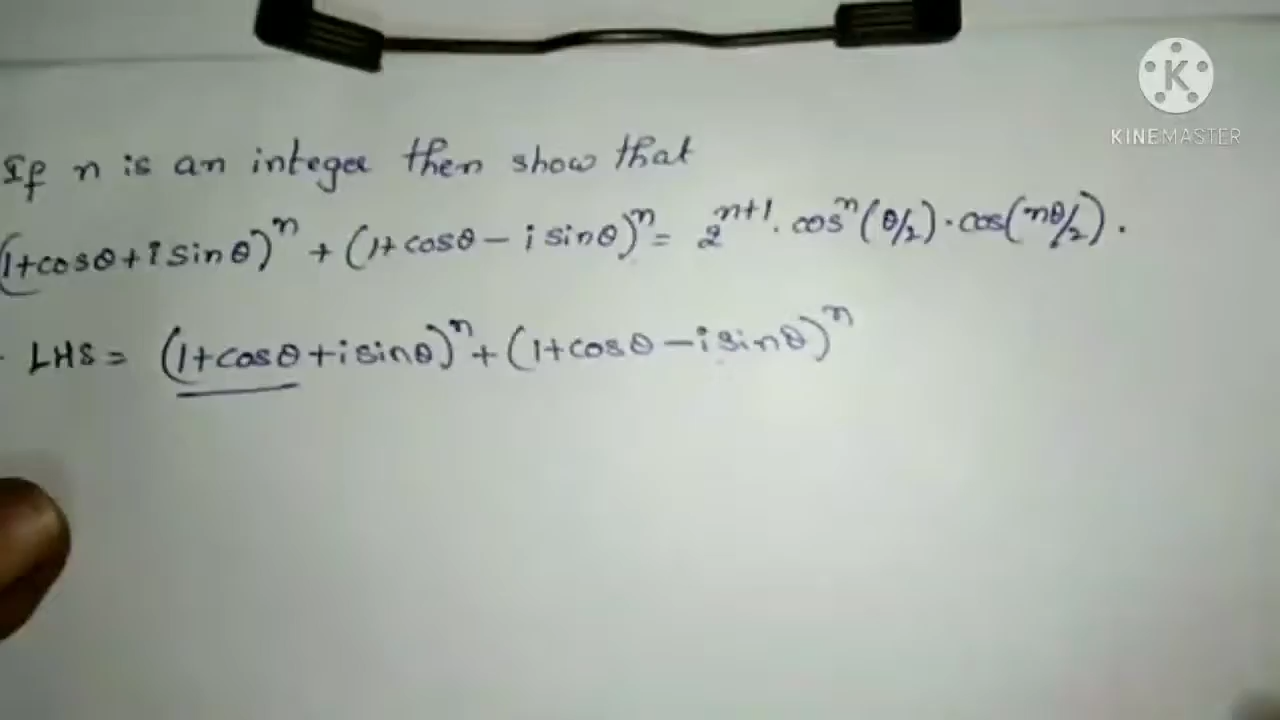 If n is an integer then show that
(1+cosθ+isinθ)^n + (1+cosθ-isinθ)^n = 2^{n+1}. cos^n(θ/2).cos(nθ/2).
LHS = (1+cosθ+isinθ)^n + (1+cosθ-isinθ)^n
K
KINEMASTER